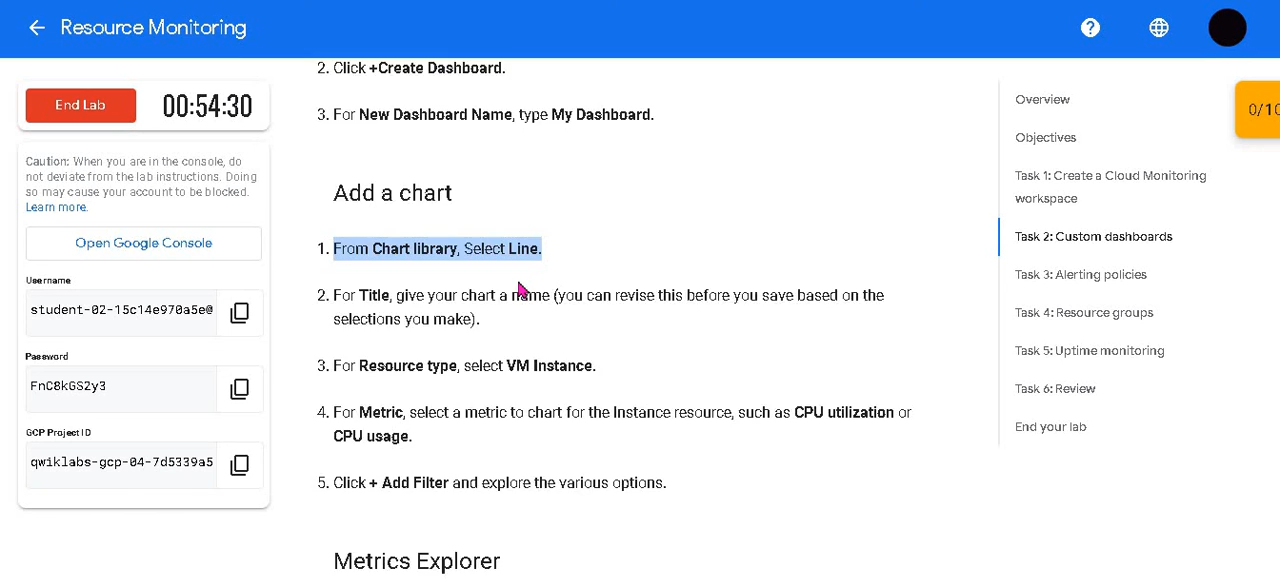 Resource Monitoring
End Lab
00:54:30
Caution: When you are in the console, do
not deviate from the lab instructions. Doing
so may cause your account to be blocked.
Learn more.
Open Google Console
Username
student-02-15c14e970a5e@
Password
FnC8kGS2y3
GCP Project ID
qwiklabs-gcp-04-7d5339a5
2. Click +Create Dashboard.
3. For New Dashboard Name, type My Dashboard.
Add a chart
1. From Chart library, Select Line.
2. For Title, give your chart a name (you can revise this before you save based on the
selections you make).
3. For Resource type, select VM Instance.
4. For Metric, select a metric to chart for the Instance resource, such as CPU utilization or
CPU usage.
5. Click + Add Filter and explore the various options.
Metrics Explorer
Overview
Objectives
Task 1: Create a Cloud Monitoring
workspace
Task 2: Custom dashboards
Task 3: Alerting policies
Task 4: Resource groups
Task 5: Uptime monitoring
Task 6: Review
End your lab
0/10